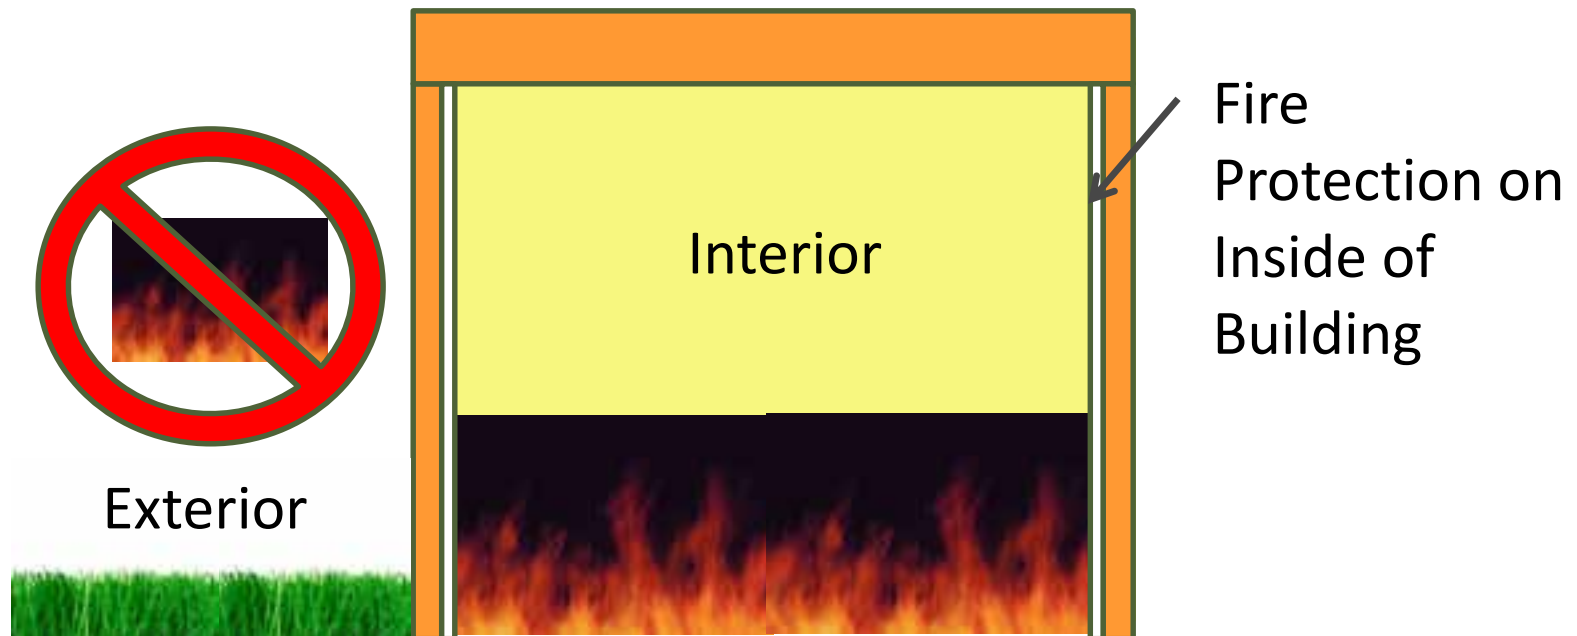 Interior
Exterior
Fire
Protection on
Inside of
Building